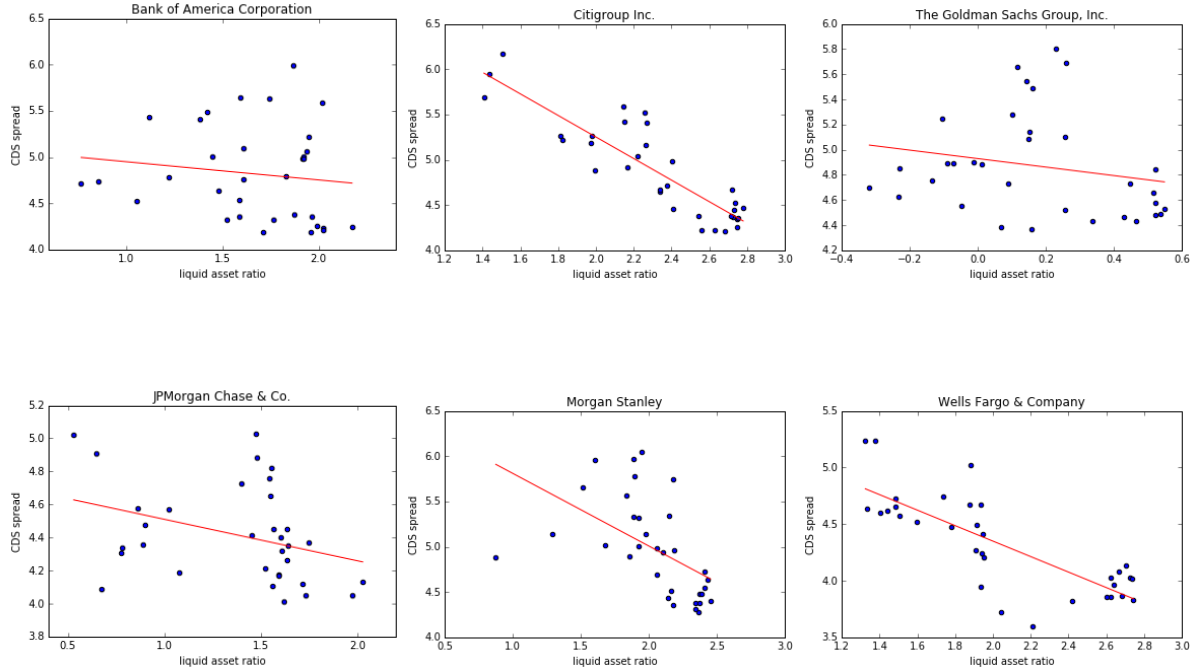 Bank of America Corporation
6.5
6.0
5.5
5.0
4.5
4.0
CDS spread
1.0 1.5 2.0
liquid asset ratio
Citigroup Inc.
6.5
6.0
5.5
5.0
4.5
4.0
CDS spread
1.2 1.4 1.6 1.8 2.0 2.2 2.4 2.6 2.8 3.0
liquid asset ratio
The Goldman Sachs Group, Inc.
6.0
5.8
5.6
5.4
5.2
5.0
4.8
4.6
4.4
4.2
CDS spread
−0.4 −0.2 0.0 0.2 0.4 0.6
liquid asset ratio
JPMorgan Chase & Co.
5.2
5.0
4.8
4.6
4.4
4.2
4.0
3.8
CDS spread
0.5 1.0 1.5 2.0
liquid asset ratio
Morgan Stanley
6.5
6.0
5.5
5.0
4.5
4.0
CDS spread
0.5 1.0 1.5 2.0 2.5 3.0
liquid asset ratio
Wells Fargo & Company
5.5
5.0
4.5
4.0
3.5
CDS spread
1.2 1.4 1.6 1.8 2.0 2.2 2.4 2.6 2.8 3.0
liquid asset ratio